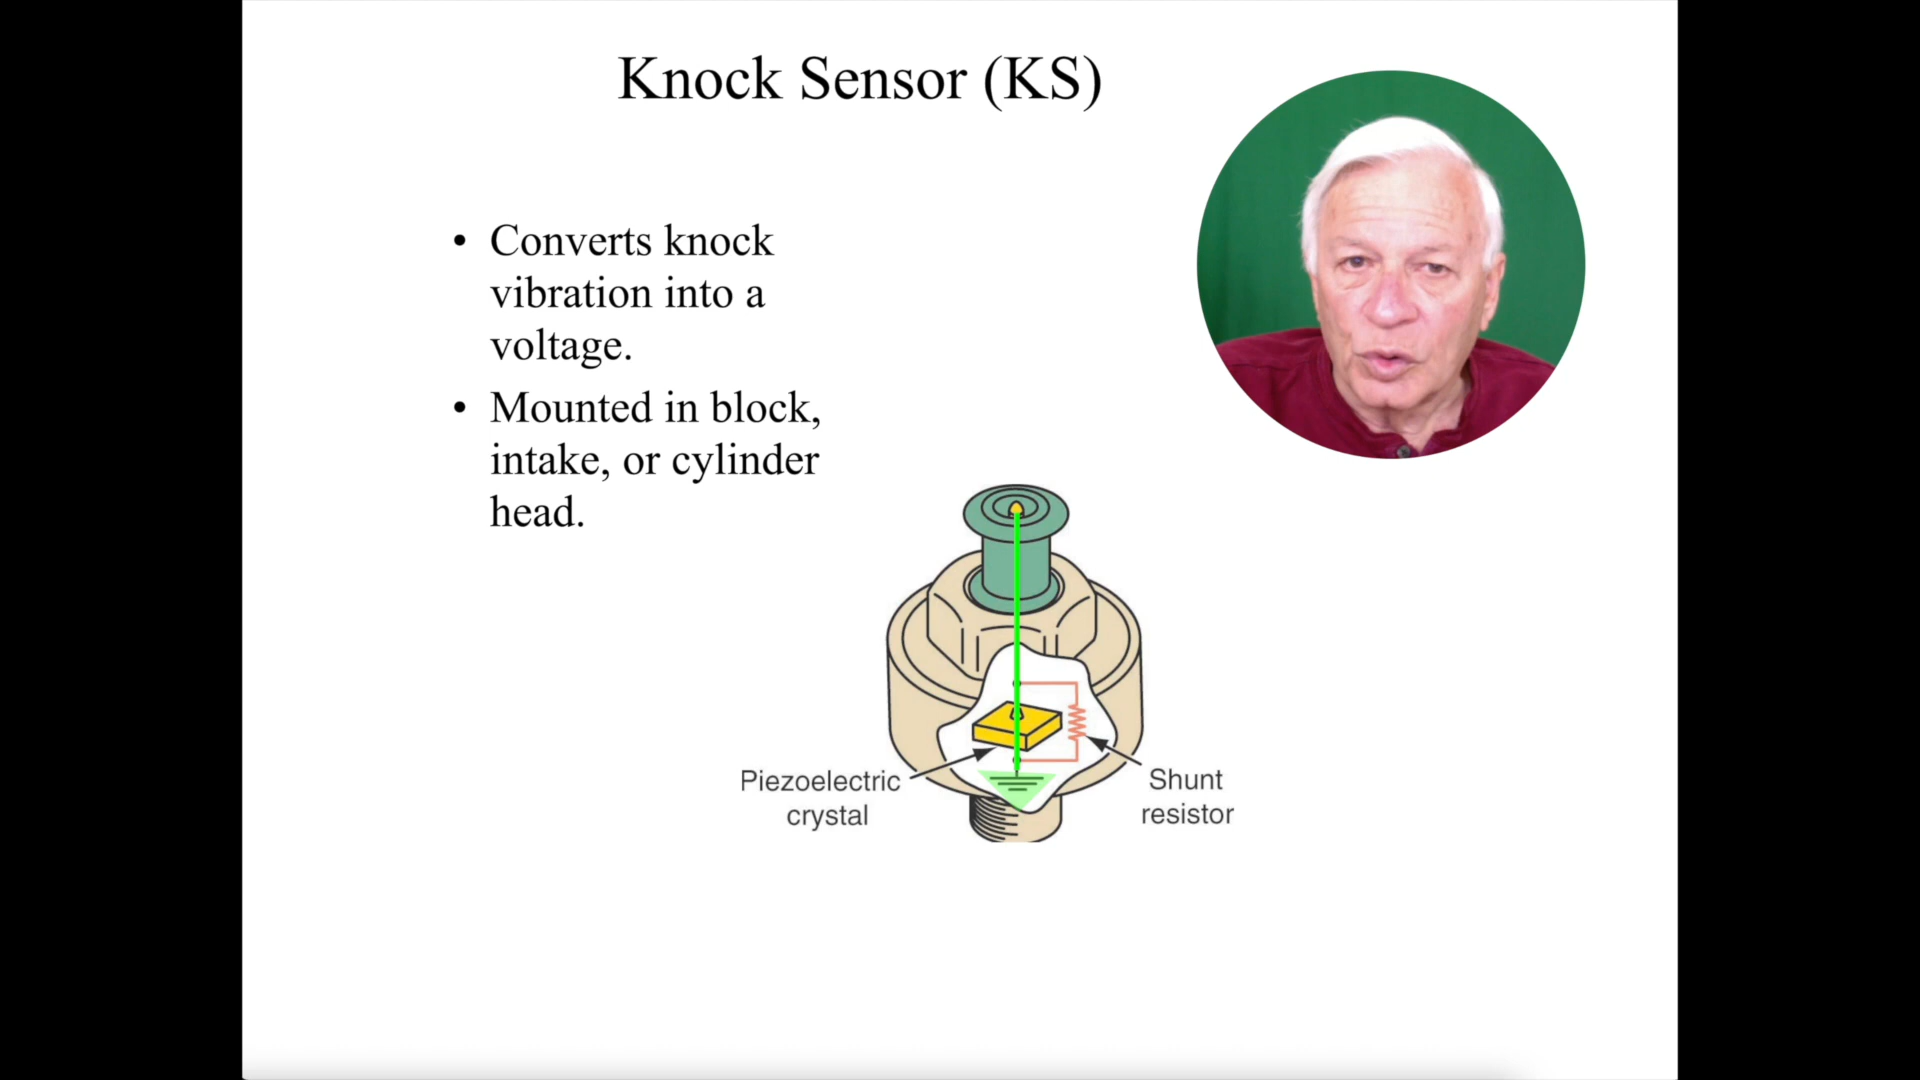 Knock Sensor (KS)
• Converts knock
vibration into a
voltage.
• Mounted in block,
intake, or cylinder
head.
Piezoelectric
crystal
Shunt
resistor